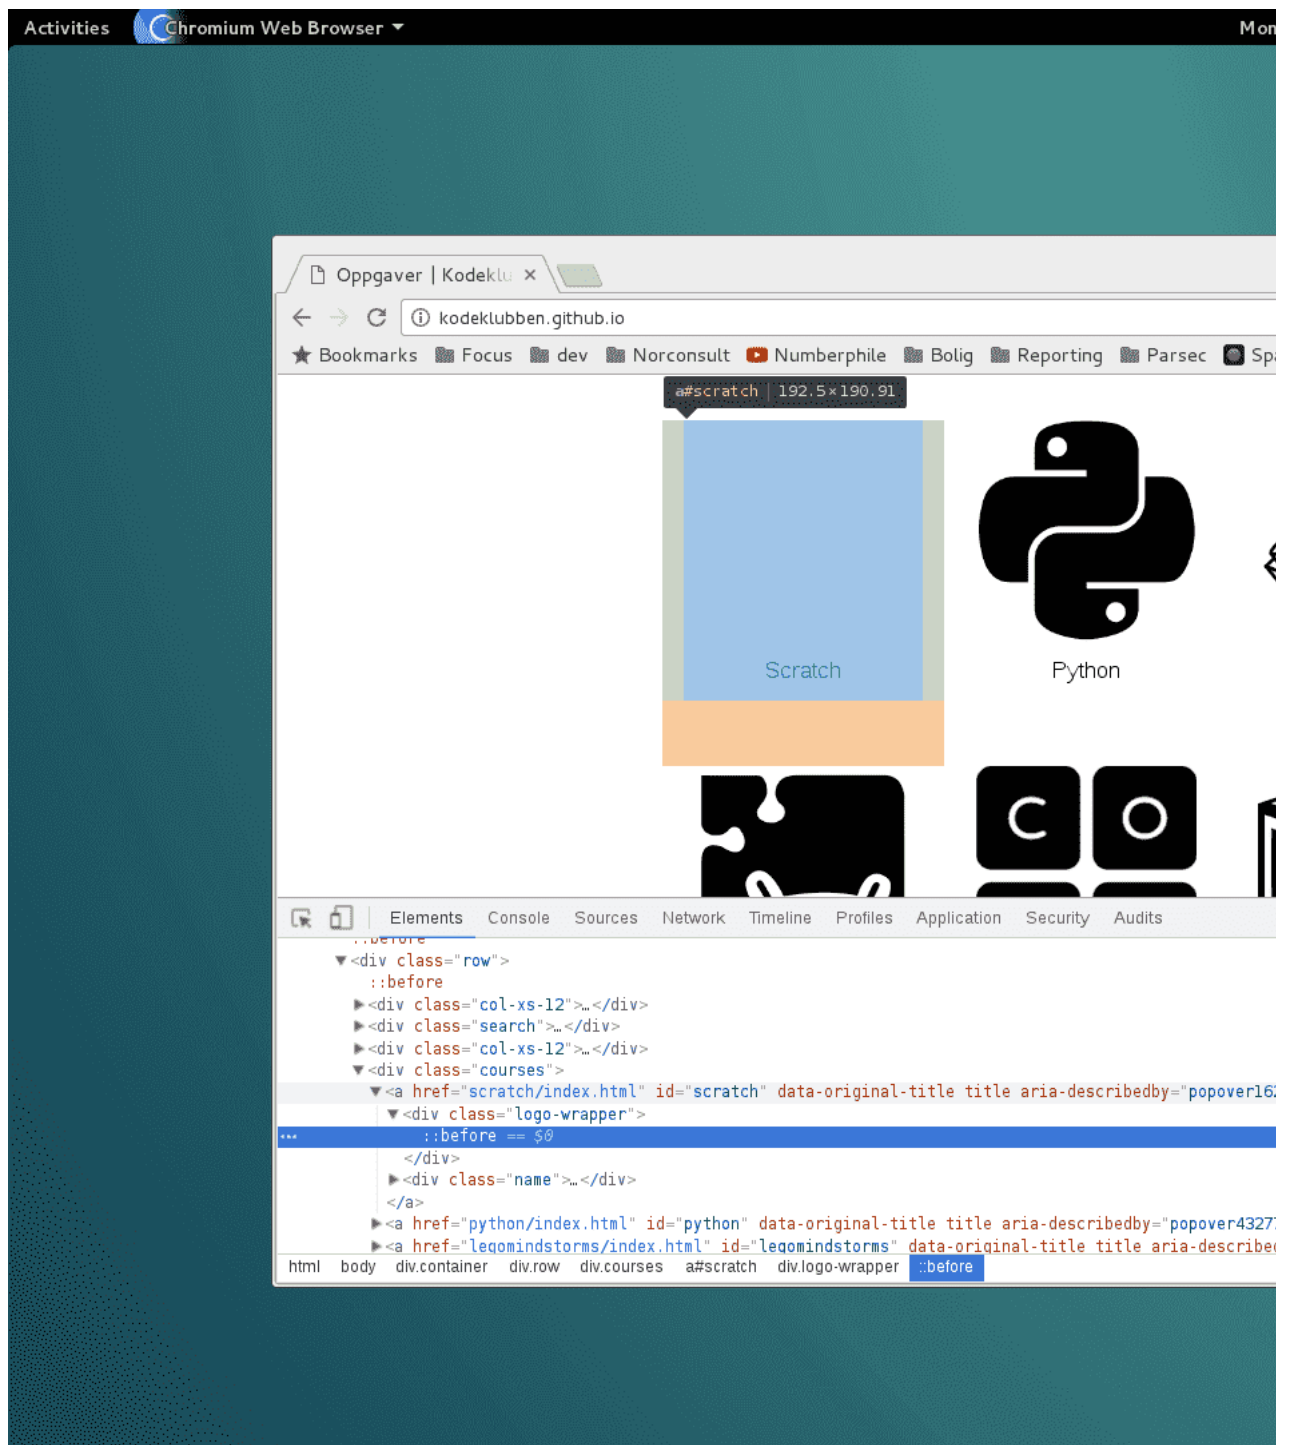 Activities Chromium Web Browser
Oppgaver | Kodeklu
kodeklubben.github.io
Bookmarks Focus dev Norconsult Numberphile Bolig Reporting Parsec
a#scratch | 192.5×190.91
Scratch Python
C O
Elements Console Sources Network Timeline Profiles Application Security Audits
::before
▼<div class="row">
::before
▶<div class="col-xs-12">…</div>
▶<div class="search">…</div>
▶<div class="col-xs-12">…</div>
▼<div class="courses">
▼<a href="scratch/index.html" id="scratch" data-original-title title aria-describedby="popover162
▼<div class="logo-wrapper">
::before == $0
</div>
▶<div class="name">…</div>
</a>
▶<a href="python/index.html" id="python" data-original-title title aria-describedby="popover4327
▶<a href="legomindstorms/index.html" id="legomindstorms" data-original-title title aria-describe
html body div.container div.row div.courses a#scratch div.logo-wrapper ::before